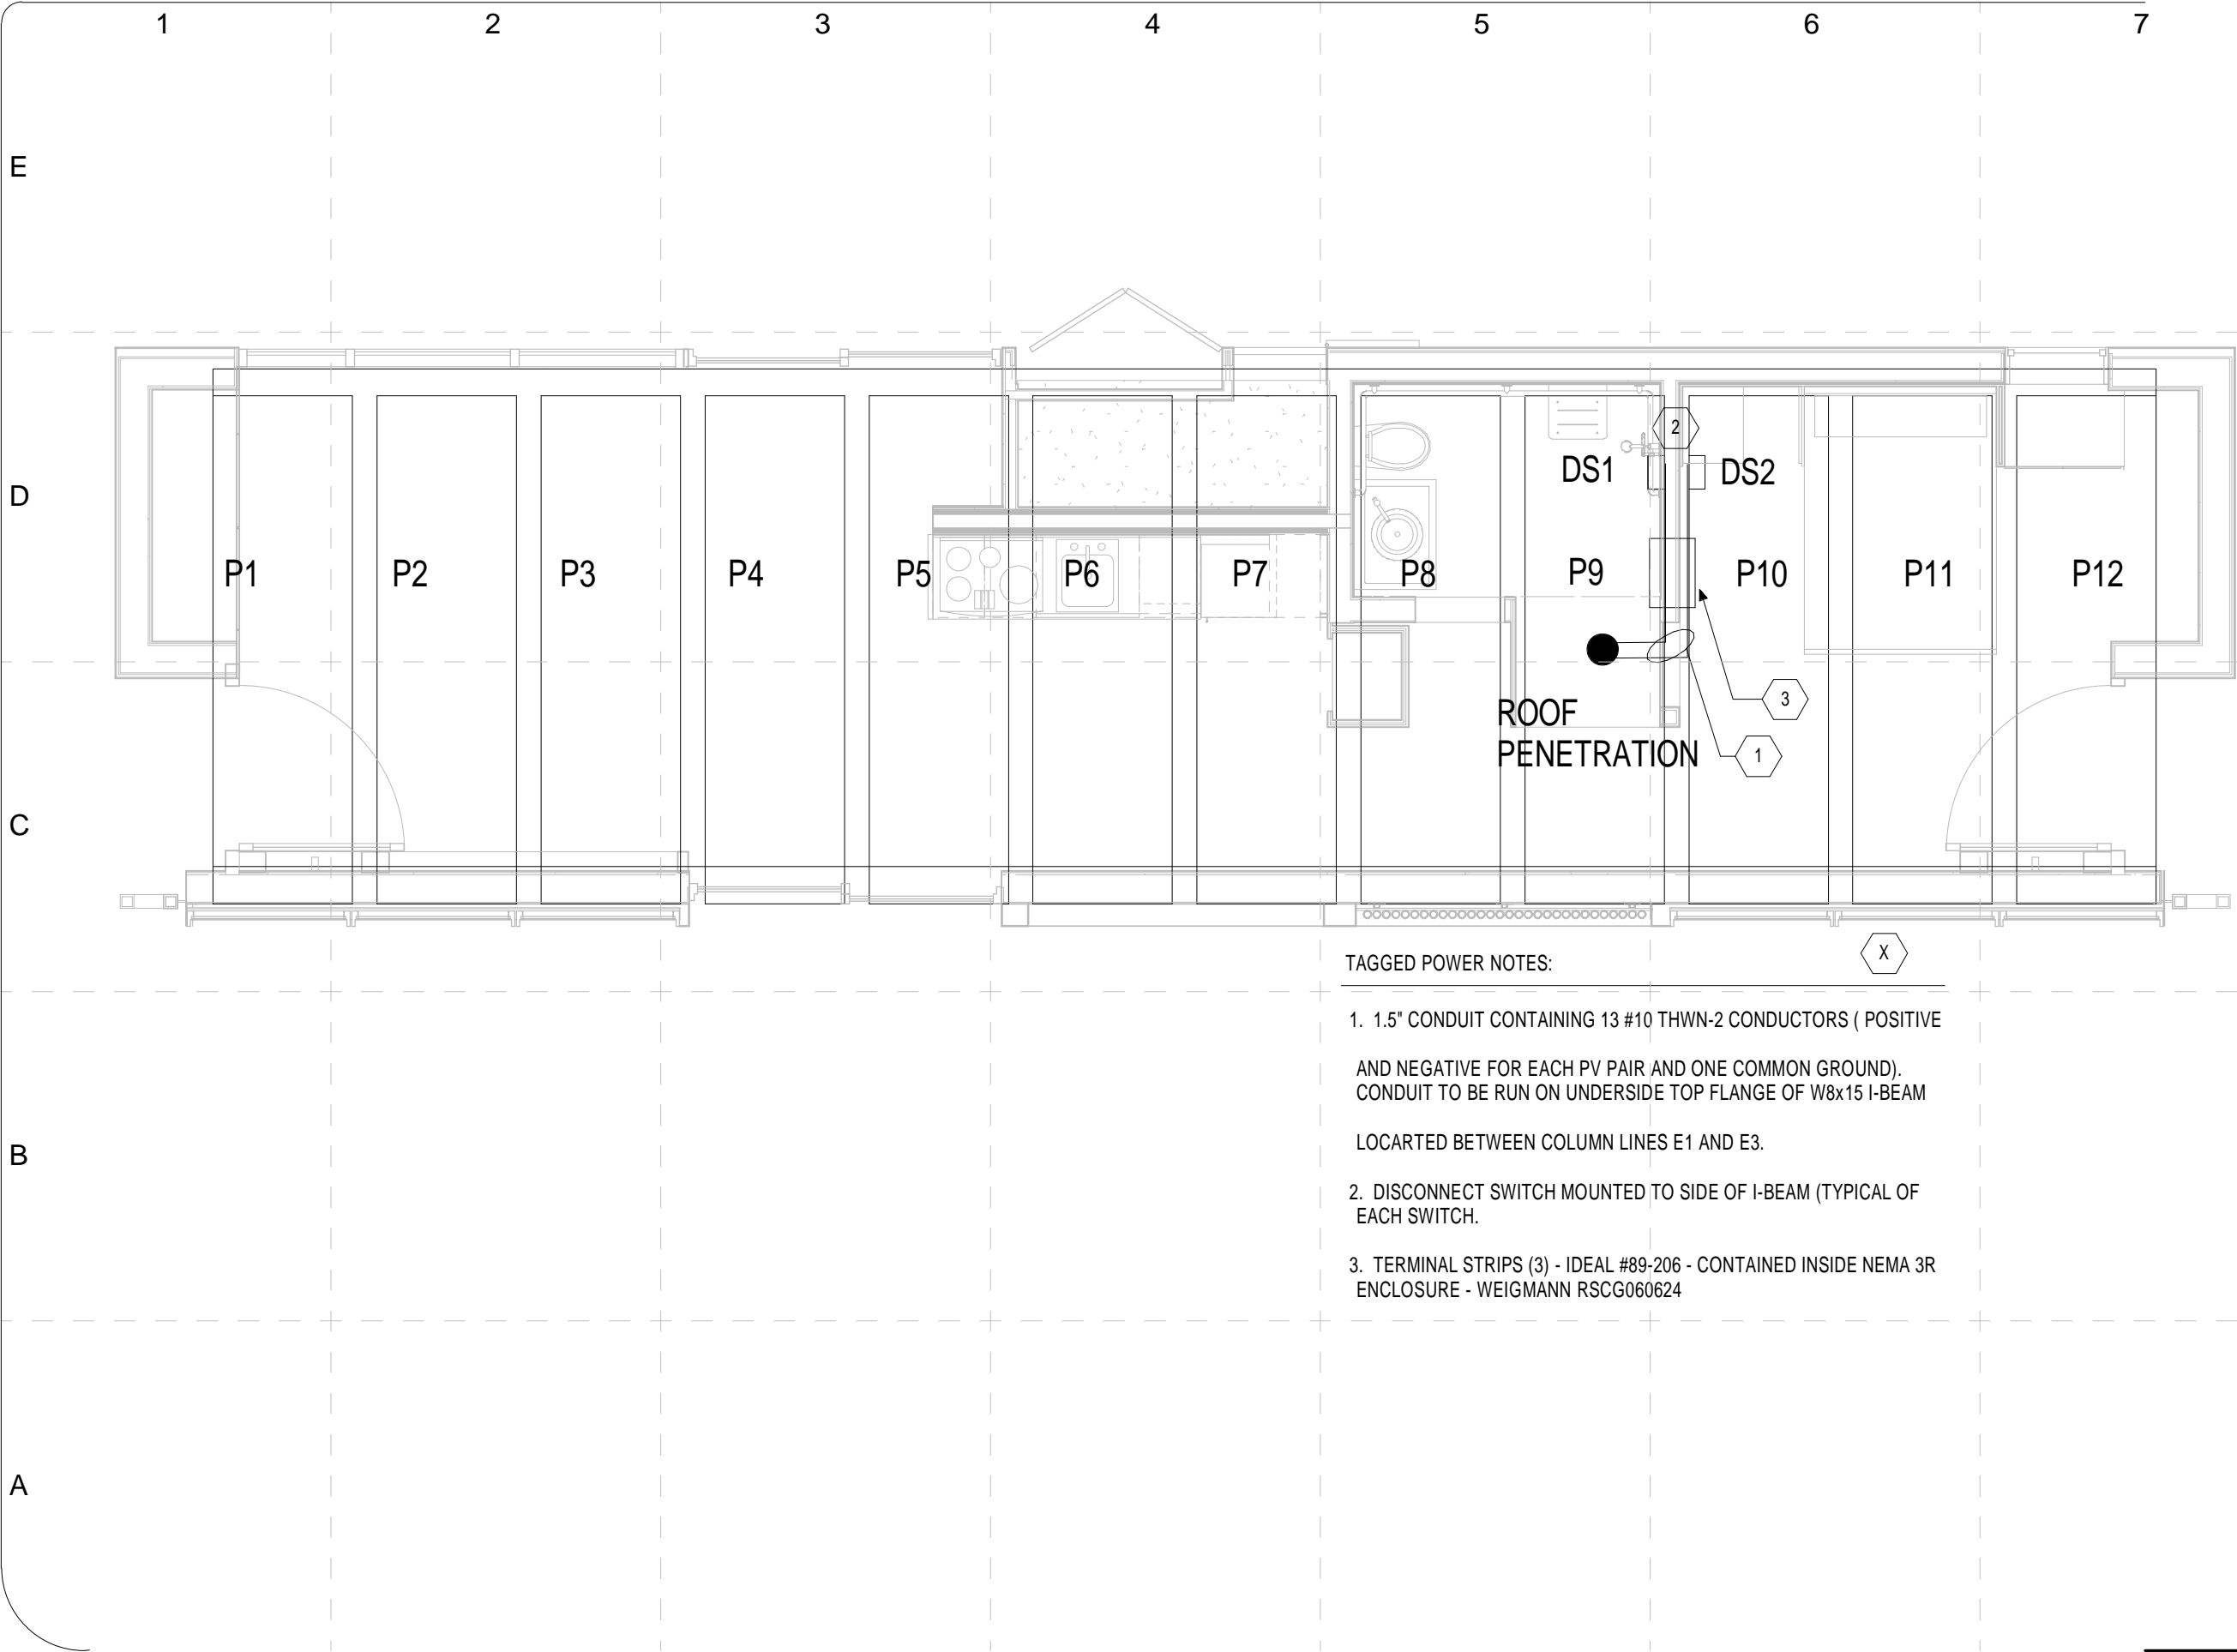 1 2 3 4 5 6 7
E
2
D
DS1 DS2
P1 P2 P3 P4 P5 P6 P7 P8 P9 P10 P11 P12
3
ROOF
PENETRATION
1
C
TAGGED POWER NOTES:
X
1. 1.5" CONDUIT CONTAINING 13 #10 THWN-2 CONDUCTORS ( POSITIVE
AND NEGATIVE FOR EACH PV PAIR AND ONE COMMON GROUND).
CONDUIT TO BE RUN ON UNDERSIDE TOP FLANGE OF W8x15 I-BEAM
LOCARTED BETWEEN COLUMN LINES E1 AND E3.
B
2. DISCONNECT SWITCH MOUNTED TO SIDE OF I-BEAM (TYPICAL OF
EACH SWITCH.
3. TERMINAL STRIPS (3) - IDEAL #89-206 - CONTAINED INSIDE NEMA 3R
ENCLOSURE - WEIGMANN RSCG060624
A